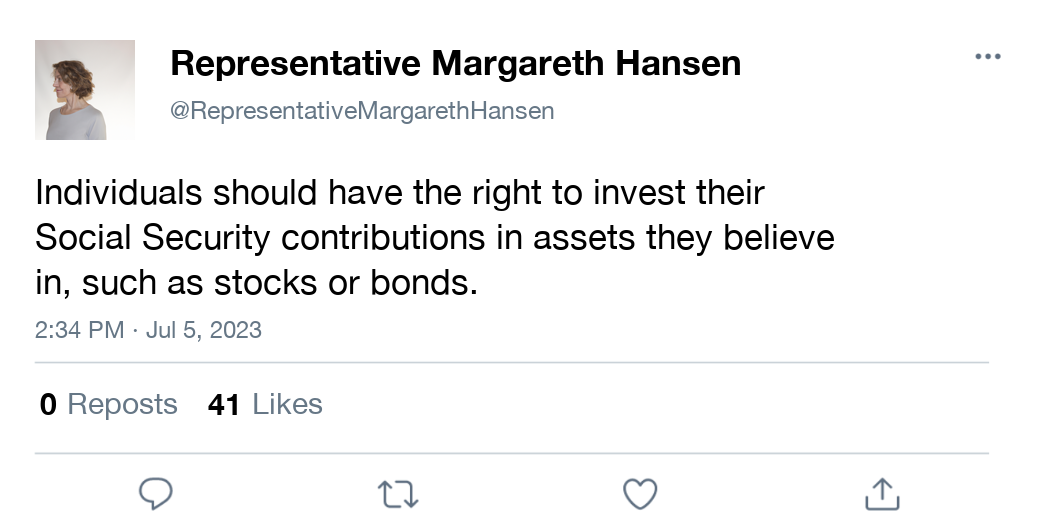 Representative Margareth Hansen
@RepresentativeMargarethHansen
Individuals should have the right to invest their
Social Security contributions in assets they believe
in, such as stocks or bonds.
2:34 PM · Jul 5, 2023
0 Reposts 41 Likes